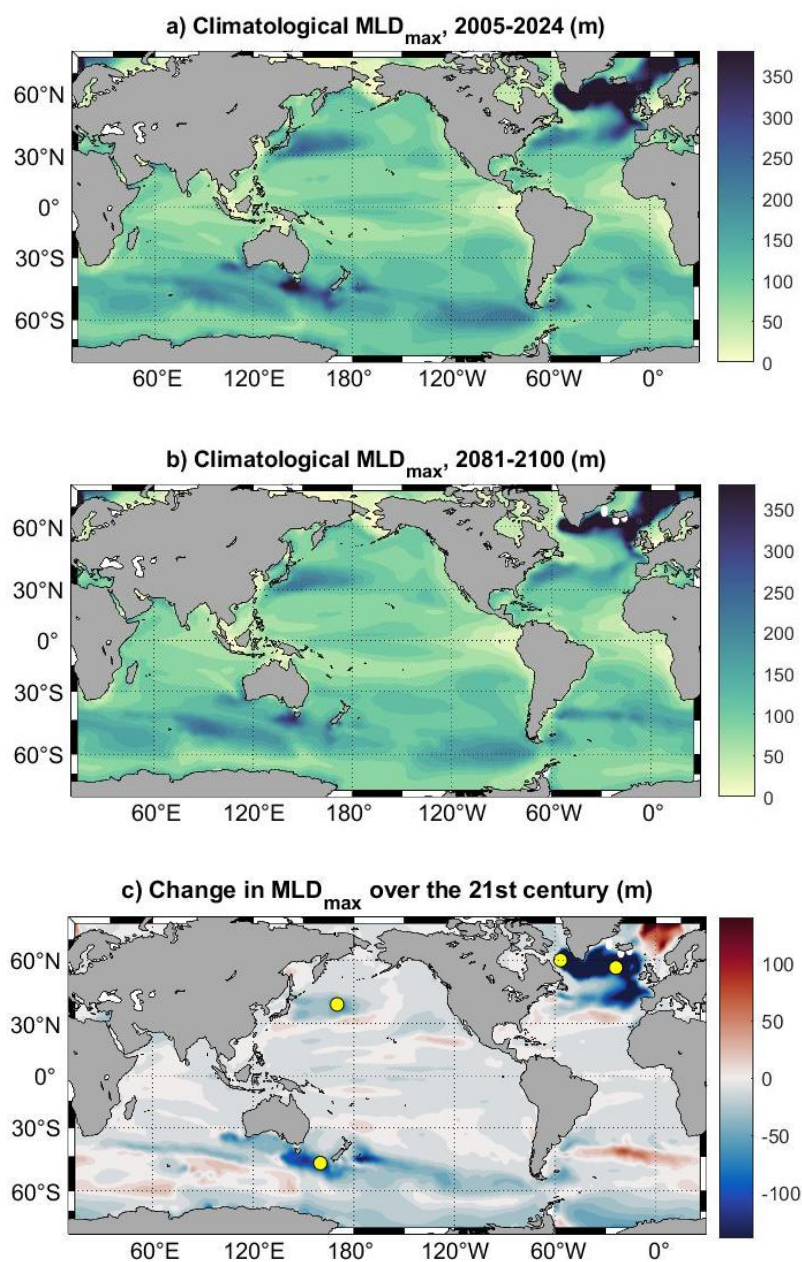 a) Climatological MLDmax, 2005-2024 (m)
60°N
30°N
0°
30°S
60°S
60°E 120°E 180° 120°W 60°W 0°
350
300
250
200
150
100
50
0
b) Climatological MLDmax, 2081-2100 (m)
60°N
30°N
0°
30°S
60°S
60°E 120°E 180° 120°W 60°W 0°
350
300
250
200
150
100
50
0
c) Change in MLDmax over the 21st century (m)
60°N
30°N
0°
30°S
60°S
60°E 120°E 180° 120°W 60°W 0°
100
50
0
-50
-100